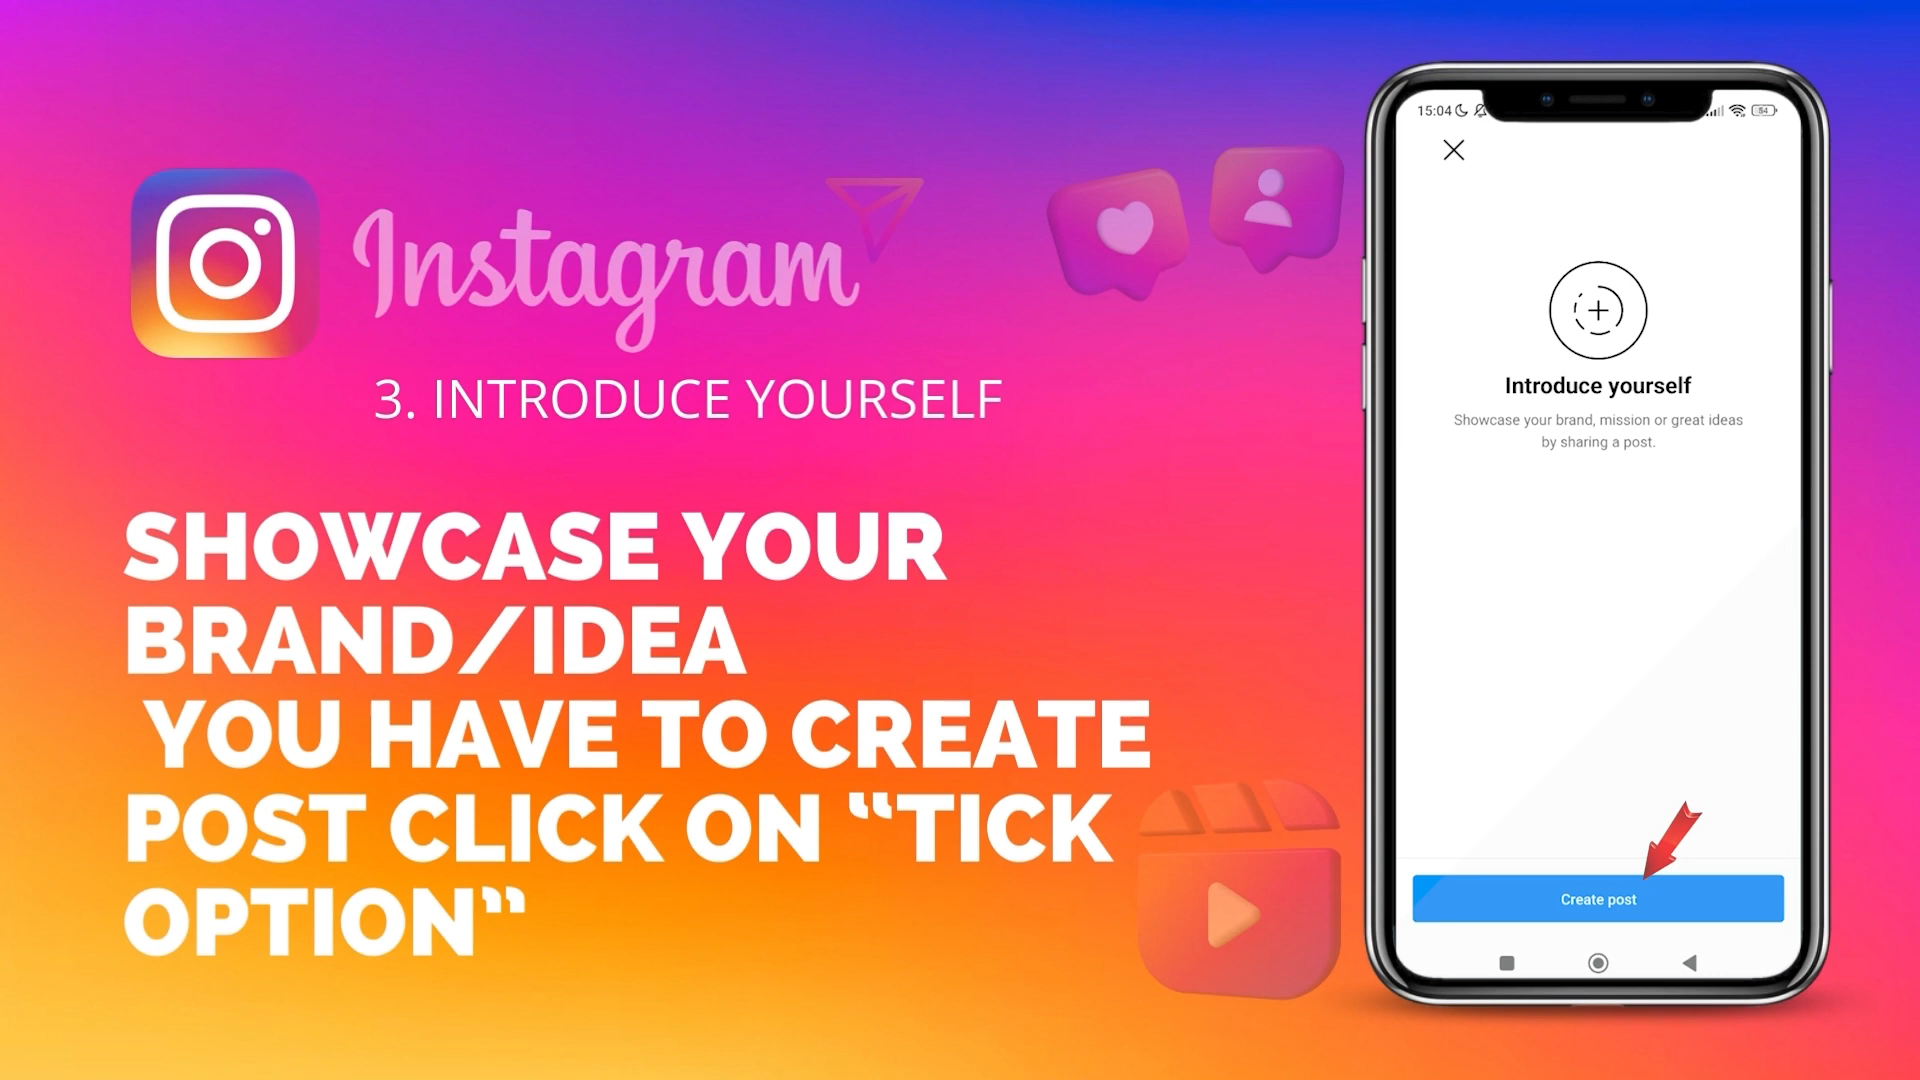 Instagram
3. INTRODUCE YOURSELF
SHOWCASE YOUR
BRAND/IDEA
YOU HAVE TO CREATE
POST CLICK ON “TICK
OPTION”
15:04
54
Introduce yourself
Showcase your brand, mission or great ideas
by sharing a post.
Create post